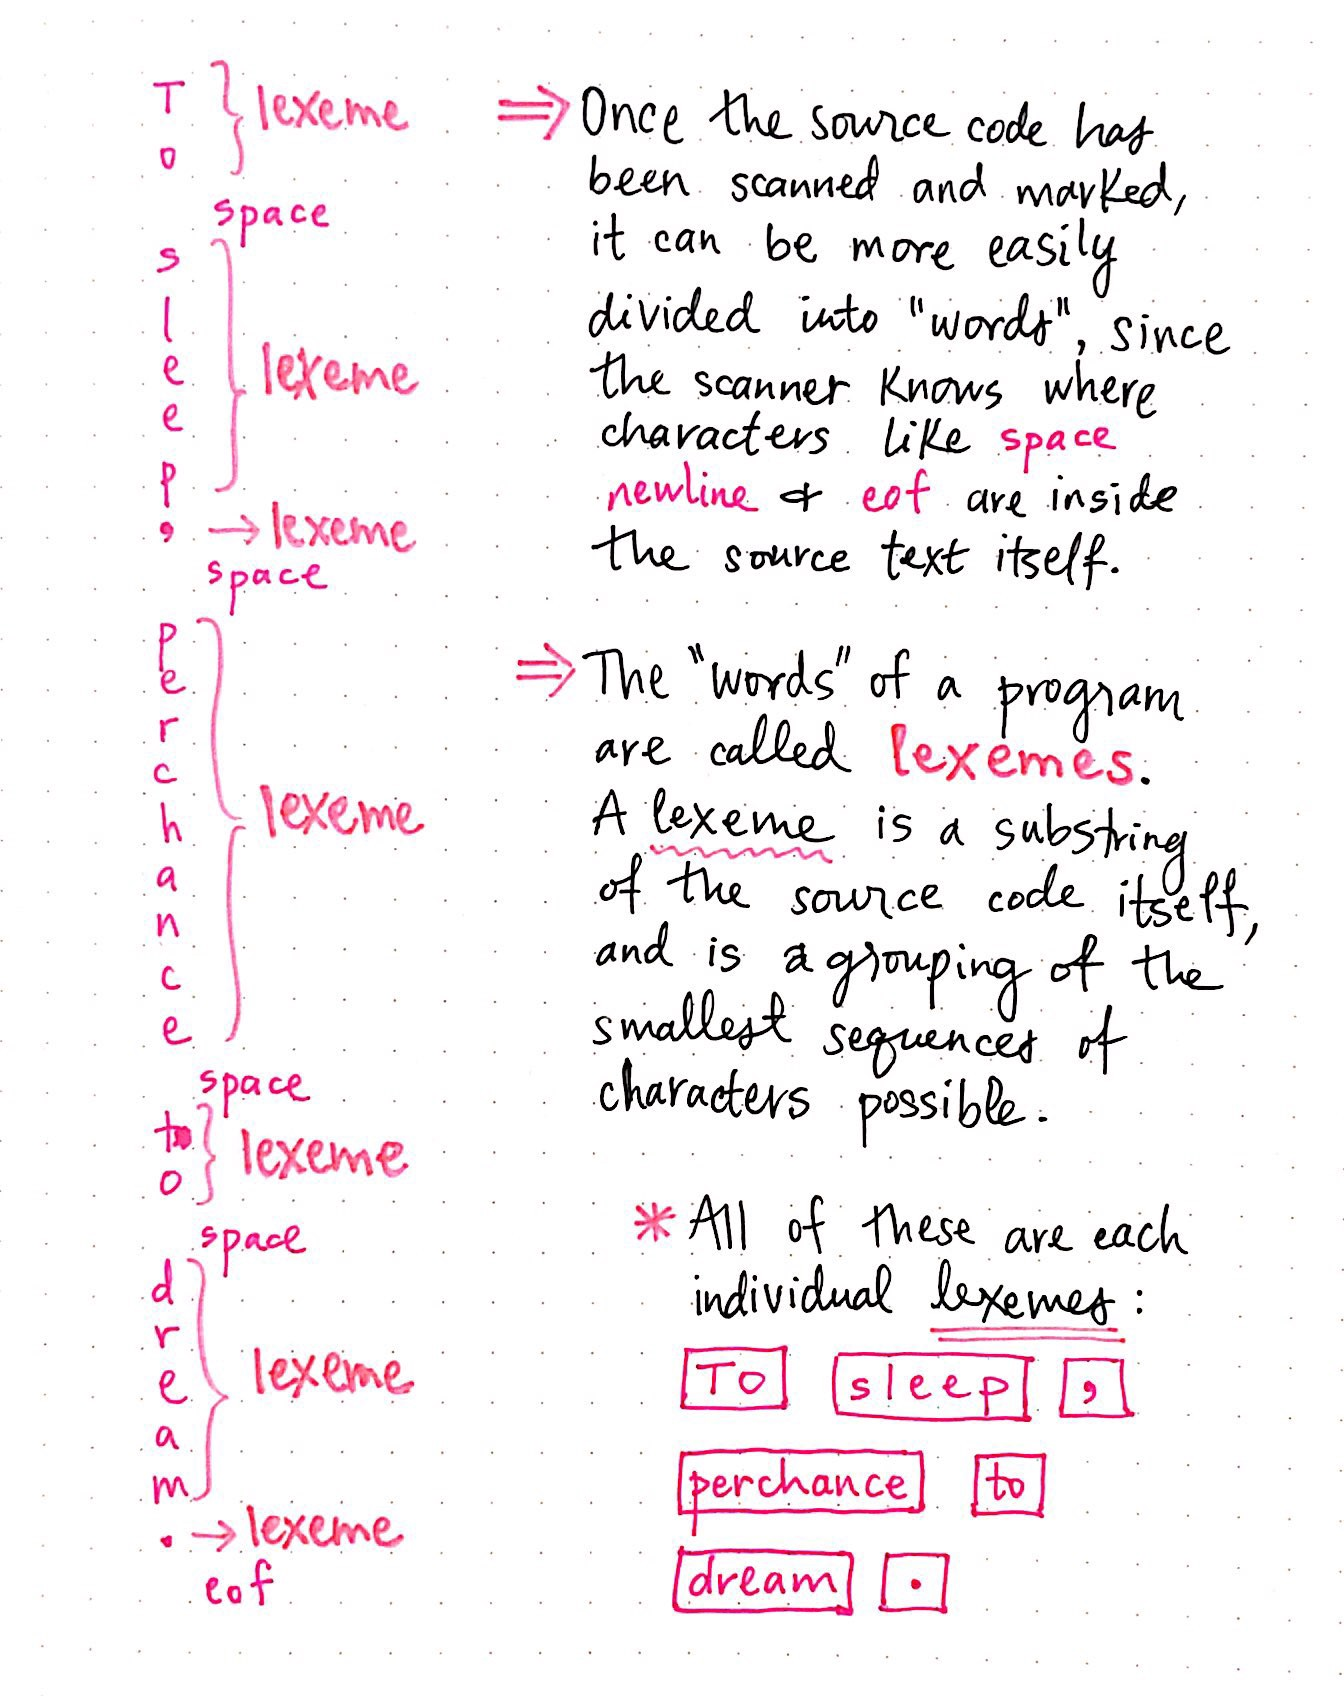 T
o
} lexeme
space
s
l
e
e
p
} lexeme
, → lexeme
space
p
e
r
c
h
a
n
c
e
} lexeme
space
t
o
} lexeme
space
d
r
e
a
m
} lexeme
. → lexeme
eof
⇒ Once the source code has
been scanned and marked,
it can be more easily
divided into "words", since
the scanner knows where
characters like space
newline & eof are inside
the source text itself.
⇒ The "words" of a program
are called lexemes.
A lexeme is a substring
of the source code itself,
and is a grouping of the
smallest sequences of
characters possible.
* All of these are each
individual lexemes:
To sleep ,
perchance to
dream .